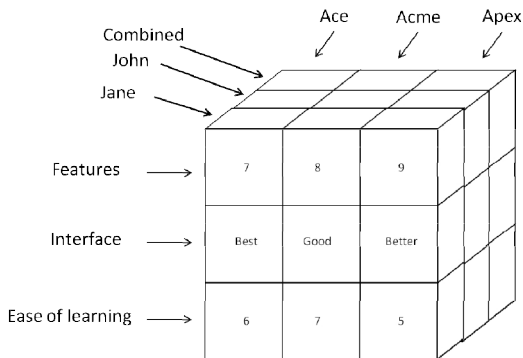 Ace Acme Apex
Combined
John
Jane
Features 7 8 9
Interface Best Good Better
Ease of learning 6 7 5